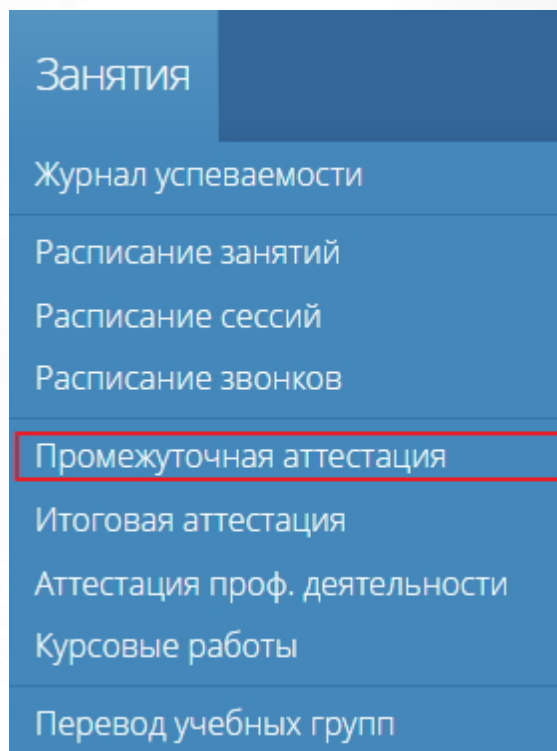 Занятия
Журнал успеваемости
Расписание занятий
Расписание сессий
Расписание звонков
Промежуточная аттестация
Итоговая аттестация
Аттестация проф. деятельности
Курсовые работы
Перевод учебных групп